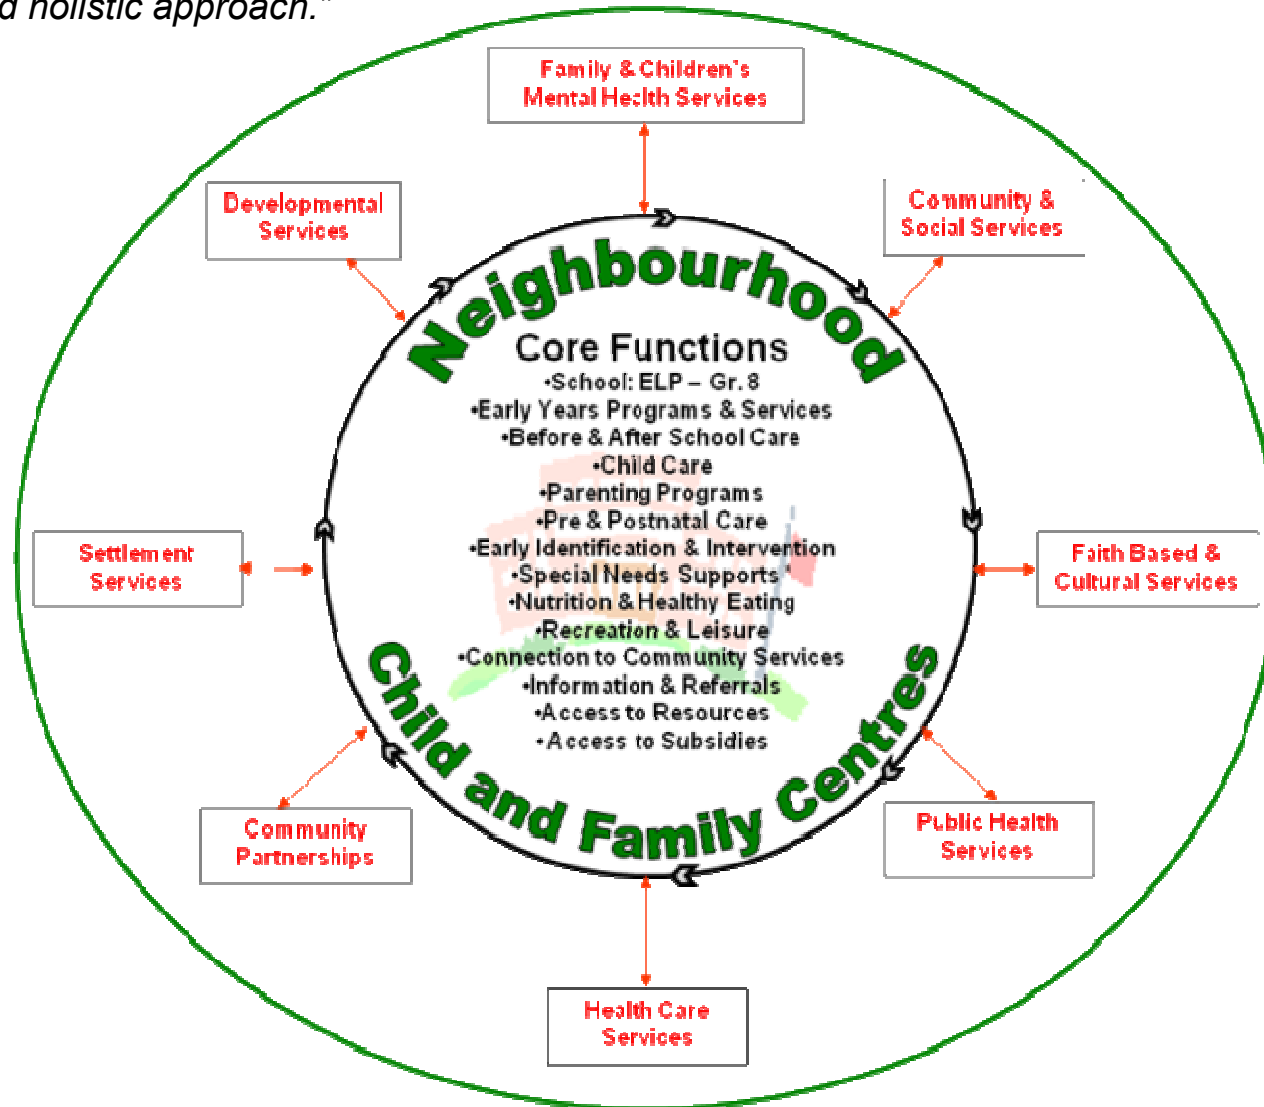 d holistic approach."
Family & Children's
Mental Health Services
Developmental
Services
Community &
Social Services
Neighbourhood
Core Functions
•School: ELP – Gr. 8
•Early Years Programs & Services
•Before & After School Care
•Child Care
•Parenting Programs
•Pre & Postnatal Care
•Early Identification & Intervention
•Special Needs Supports
•Nutrition & Healthy Eating
•Recreation & Leisure
•Connection to Community Services
•Information & Referrals
•Access to Resources
•Access to Subsidies
Settlement
Services
Faith Based &
Cultural Services
Child and Family Centres
Community
Partnerships
Public Health
Services
Health Care
Services